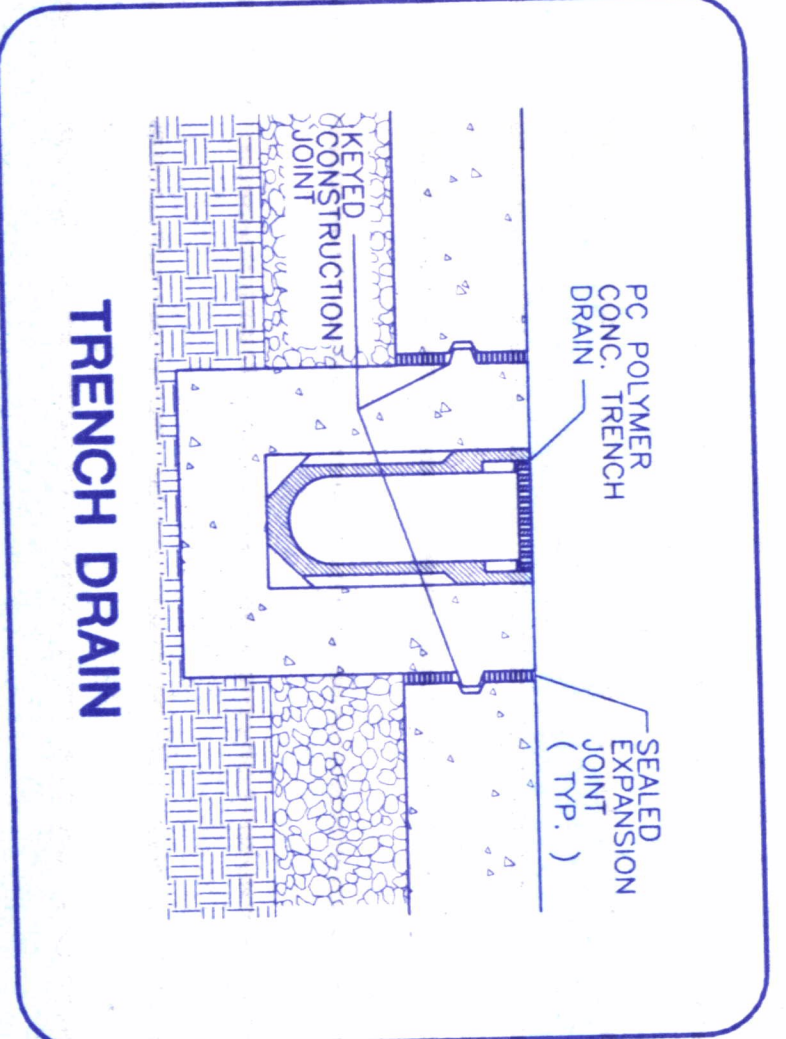 PC POLYMER
CONC. TRENCH
DRAIN
SEALED
EXPANSION
JOINT
( TYP. )
KEYED
CONSTRUCTION
JOINT
TRENCH DRAIN